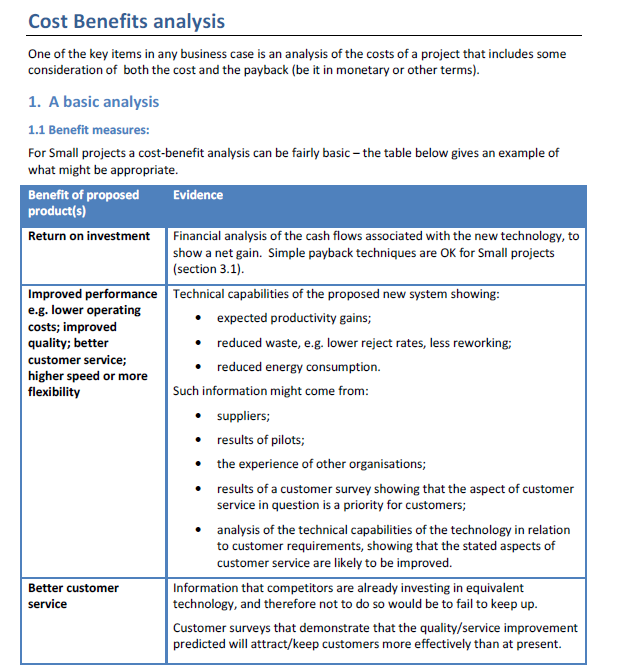 Cost Benefits analysis
One of the key items in any business case is an analysis of the costs of a project that includes some
consideration of both the cost and the payback (be it in monetary or other terms).
1. A basic analysis
1.1 Benefit measures:
For Small projects a cost-benefit analysis can be fairly basic – the table below gives an example of
what might be appropriate.
Benefit of proposed
product(s)
Evidence
Return on investment
Financial analysis of the cash flows associated with the new technology, to
show a net gain. Simple payback techniques are OK for Small projects
(section 3.1).
Improved performance
e.g. lower operating
costs; improved
quality; better
customer service;
higher speed or more
flexibility
Technical capabilities of the proposed new system showing:
• expected productivity gains;
• reduced waste, e.g. lower reject rates, less reworking;
• reduced energy consumption.
Such information might come from:
• suppliers;
• results of pilots;
• the experience of other organisations;
• results of a customer survey showing that the aspect of customer
service in question is a priority for customers;
• analysis of the technical capabilities of the technology in relation
to customer requirements, showing that the stated aspects of
customer service are likely to be improved.
Better customer
service
Information that competitors are already investing in equivalent
technology, and therefore not to do so would be to fail to keep up.
Customer surveys that demonstrate that the quality/service improvement
predicted will attract/keep customers more effectively than at present.